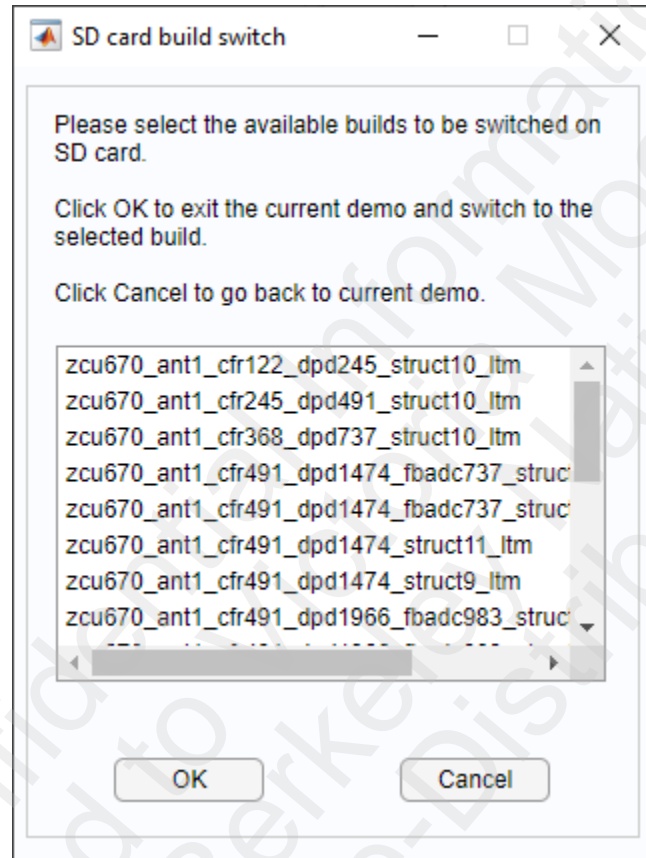 SD card build switch
Please select the available builds to be switched on
SD card.
Click OK to exit the current demo and switch to the
selected build.
Click Cancel to go back to current demo.
zcu670_ant1_cfr122_dpd245_struct10_ltm
zcu670_ant1_cfr245_dpd491_struct10_ltm
zcu670_ant1_cfr368_dpd737_struct10_ltm
zcu670_ant1_cfr491_dpd1474_fbadc737_struct
zcu670_ant1_cfr491_dpd1474_fbadc737_struct
zcu670_ant1_cfr491_dpd1474_struct11_ltm
zcu670_ant1_cfr491_dpd1474_struct9_ltm
zcu670_ant1_cfr491_dpd1966_fbadc983_struct
OK
Cancel